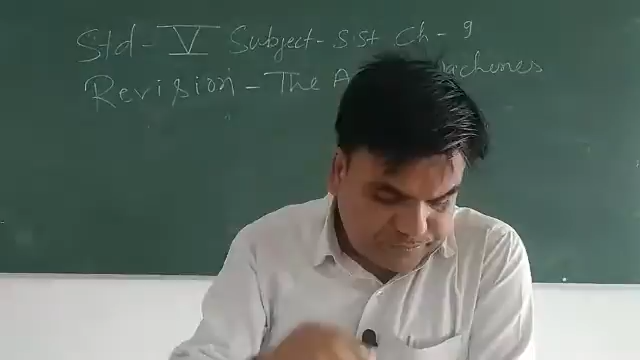 Std - V Subject - S.St Ch - 9
Revision - The